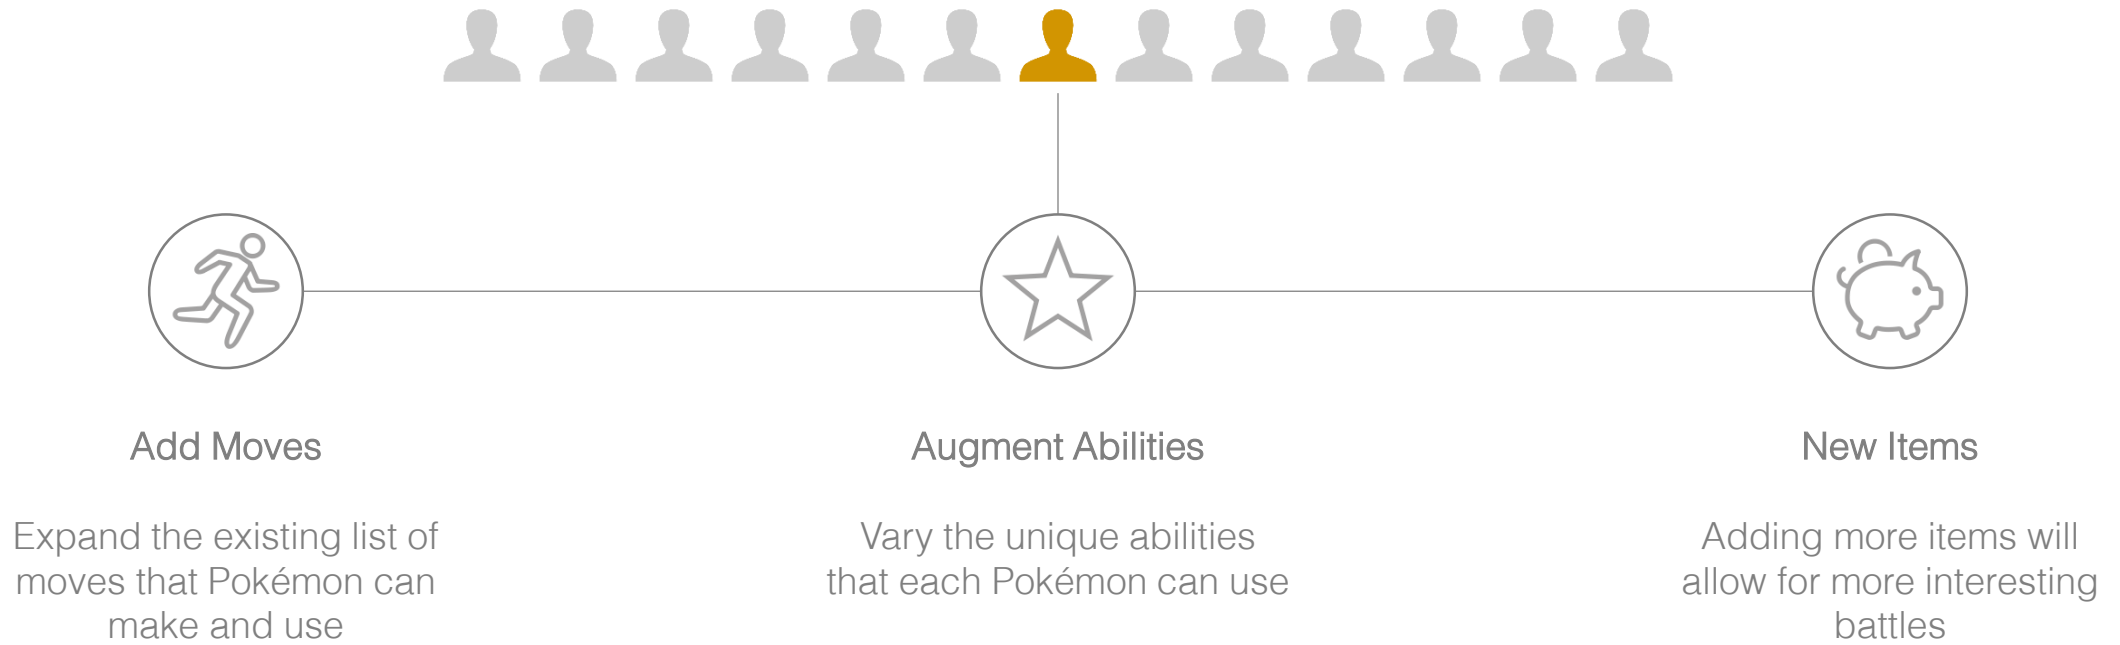 Add Moves
Expand the existing list of
moves that Pokémon can
make and use
Augment Abilities
Vary the unique abilities
that each Pokémon can use
New Items
Adding more items will
allow for more interesting
battles